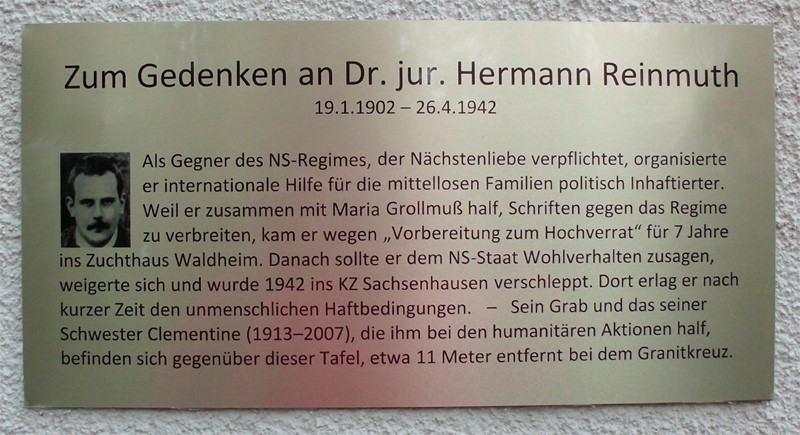 Zum Gedenken an Dr. jur. Hermann Reinmuth
19.1.1902 – 26.4.1942
Als Gegner des NS-Regimes, der Nächstenliebe verpflichtet, organisierte
er internationale Hilfe für die mittellosen Familien politisch Inhaftierter.
Weil er zusammen mit Maria Grollmuß half, Schriften gegen das Regime
zu verbreiten, kam er wegen „Vorbereitung zum Hochverrat“ für 7 Jahre
ins Zuchthaus Waldheim. Danach sollte er dem NS-Staat Wohlverhalten zusagen,
weigerte sich und wurde 1942 ins KZ Sachsenhausen verschleppt. Dort erlag er nach
kurzer Zeit den unmenschlichen Haftbedingungen. – Sein Grab und das seiner
Schwester Clementine (1913–2007), die ihm bei den humanitären Aktionen half,
befinden sich gegenüber dieser Tafel, etwa 11 Meter entfernt bei dem Granitkreuz.